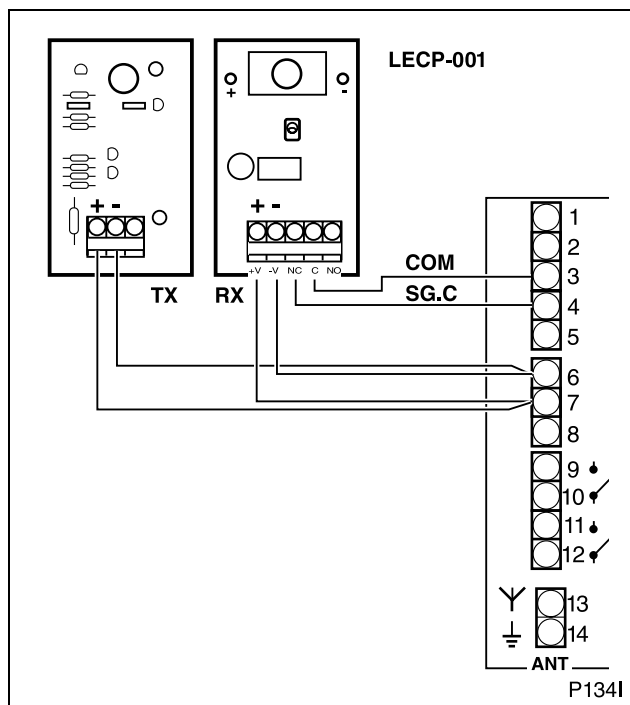 LECP-001
+ -
+ -
+ -
TX
RX
+V -V NC C NO
COM
SG.C
1
2
3
4
5
6
7
8
9
10
11
12
13
14
ANT
P134I